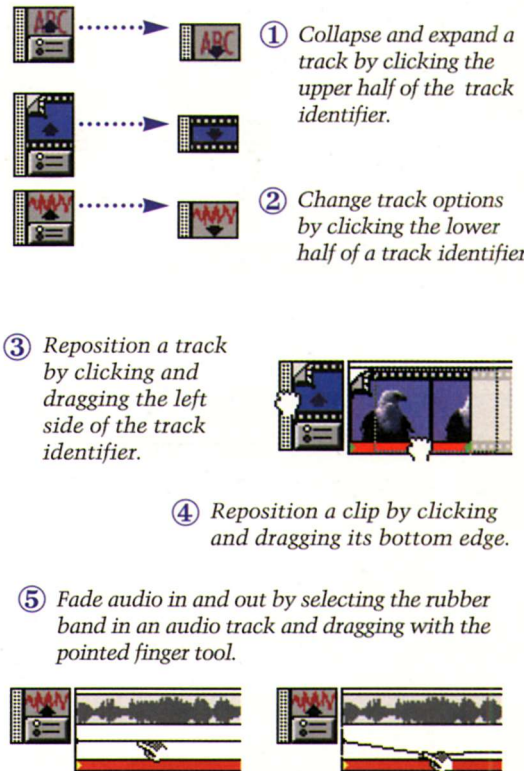 ABC
ABC
① Collapse and expand a
track by clicking the
upper half of the track
identifier.
② Change track options
by clicking the lower
half of a track identifier
③ Reposition a track
by clicking and
dragging the left
side of the track
identifier.
④ Reposition a clip by clicking
and dragging its bottom edge.
⑤ Fade audio in and out by selecting the rubber
band in an audio track and dragging with the
pointed finger tool.